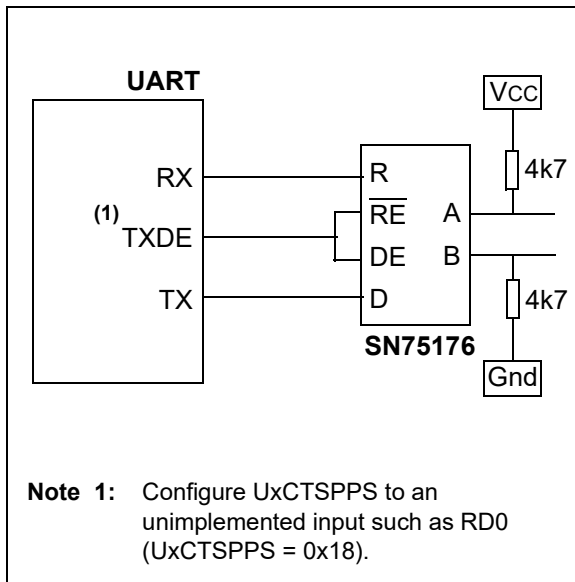 UART
VCC
RX
R
4k7
(1)
TXDE
RE
A
DE
B
TX
D
4k7
SN75176
Gnd
Note 1: Configure UxCTSPPS to an
unimplemented input such as RD0
(UxCTSPPS = 0x18).